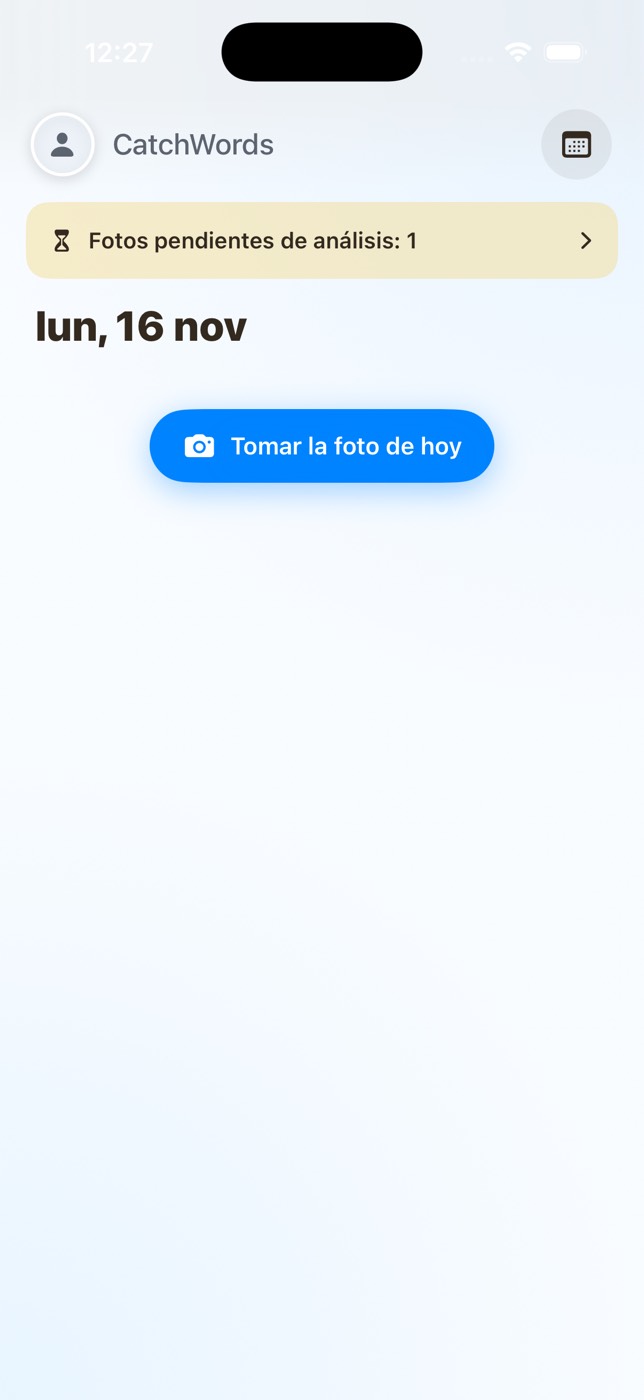 12:27
CatchWords
Fotos pendientes de análisis: 1
lun, 16 nov
Tomar la foto de hoy